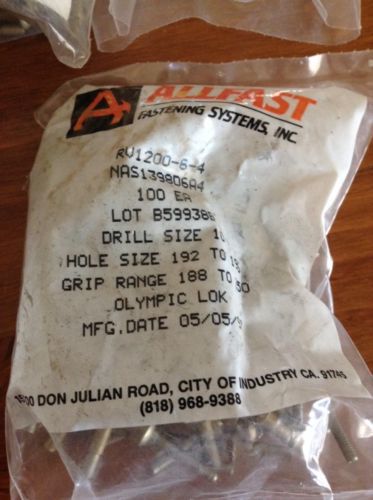 ALLFAST
FASTENING SYSTEMS, INC.
RV1200-6-4
NAS1398D6A4
100 EA
LOT B599386
DRILL SIZE
HOLE SIZE 192 TO
GRIP RANGE 188 TO
OLYMPIC LOK
MFG.DATE 05/05/
DON JULIAN ROAD, CITY OF INDUSTRY CA. 91745
(818) 968-9388